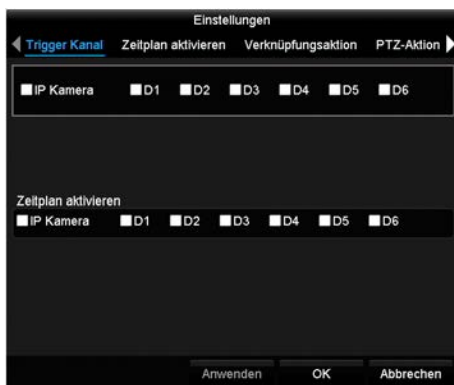 Einstellungen
Trigger Kanal Zeitplan aktivieren Verknüpfungsaktion PTZ-Aktion
IP Kamera D1 D2 D3 D4 D5 D6
Zeitplan aktivieren
IP Kamera D1 D2 D3 D4 D5 D6
Anwenden OK Abbrechen